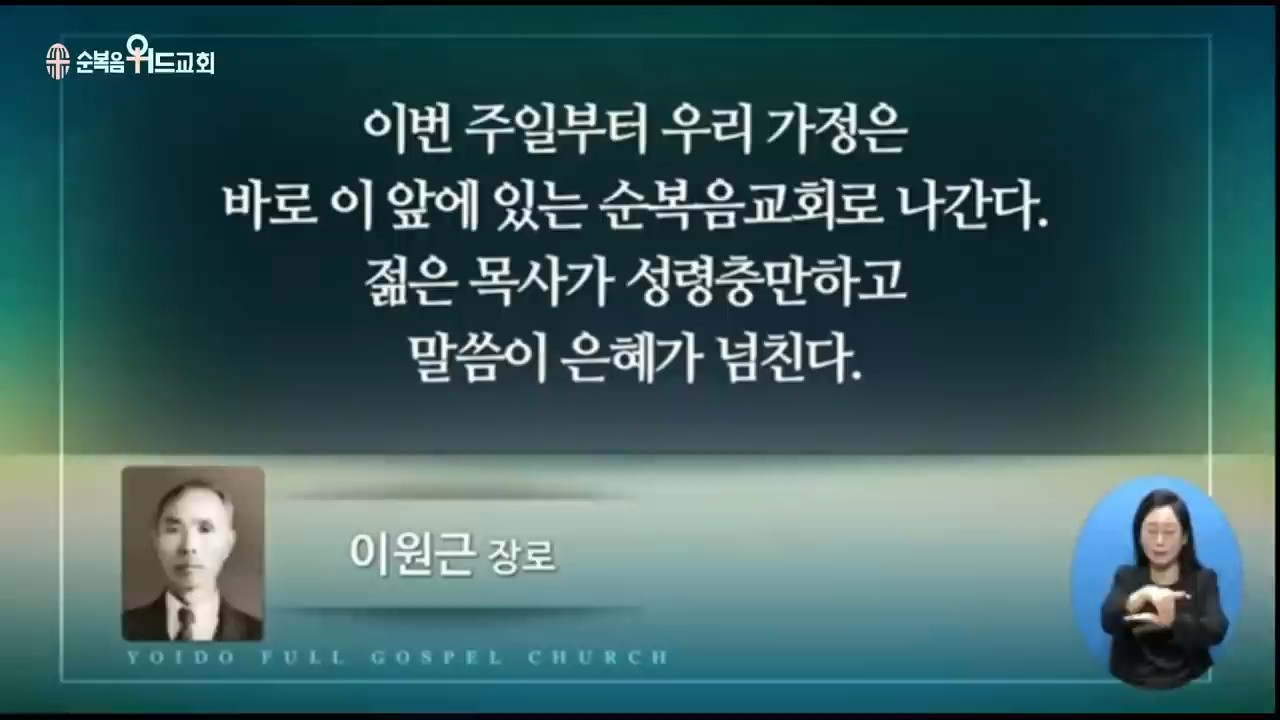 순복음위드교회
이번 주일부터 우리 가정은
바로 이 앞에 있는 순복음교회로 나간다.
젊은 목사가 성령충만하고
말씀이 은혜가 넘친다.
이원근 장로
YOIDO FULL GOSPEL CHURCH